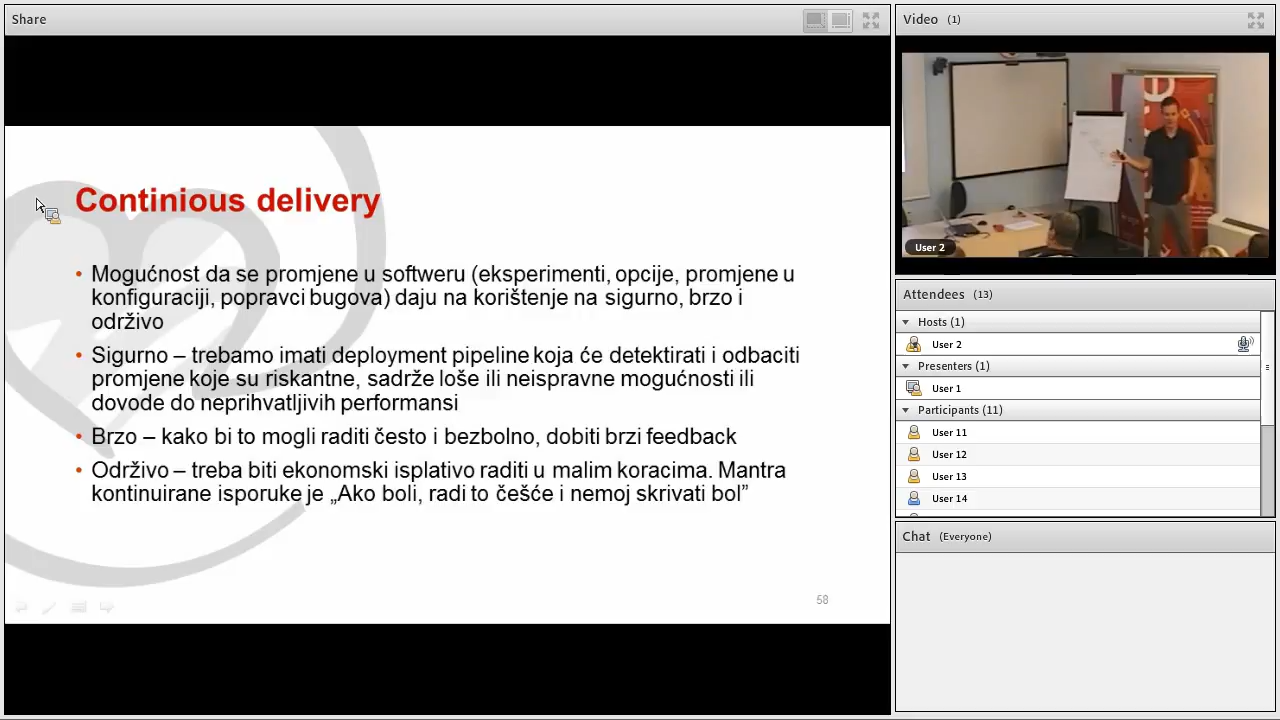 Share
Continious delivery
• Mogućnost da se promjene u softweru (eksperimenti, opcije, promjene u
konfiguraciji, popravci bugova) daju na korištenje na sigurno, brzo i
održivo
• Sigurno – trebamo imati deployment pipeline koja će detektirati i odbaciti
promjene koje su riskantne, sadrže loše ili neispravne mogućnosti ili
dovode do neprihvatljivih performansi
• Brzo – kako bi to mogli raditi često i bezbolno, dobiti brzi feedback
• Održivo – treba biti ekonomski isplativo raditi u malim koracima. Mantra
kontinuirane isporuke je „Ako boli, radi to češće i nemoj skrivati bol”
58
Video (1)
User 2
Attendees (13)
Hosts (1)
User 2
Presenters (1)
User 1
Participants (11)
User 11
User 12
User 13
User 14
Chat (Everyone)